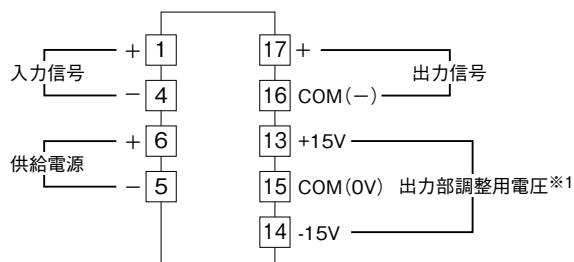 入力信号
+ 1
− 4
供給電源
+ 6
− 5
17 +
16 COM(−)
出力信号
13 +15V
15 COM(0V) 出力部調整用電圧※1
14 -15V